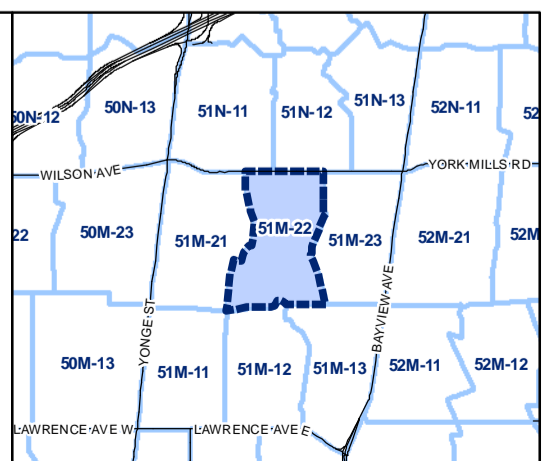 50N-12
50N-13
51N-11
51N-12
51N-13
52N-11
52
WILSON AVE
YORK MILLS RD
22
50M-23
51M-21
51M-22
51M-23
52M-21
52M
YONGE ST
BAYVIEW AVE
50M-13
51M-11
51M-12
51M-13
52M-11
52M-12
LAWRENCE AVE W
LAWRENCE AVE E